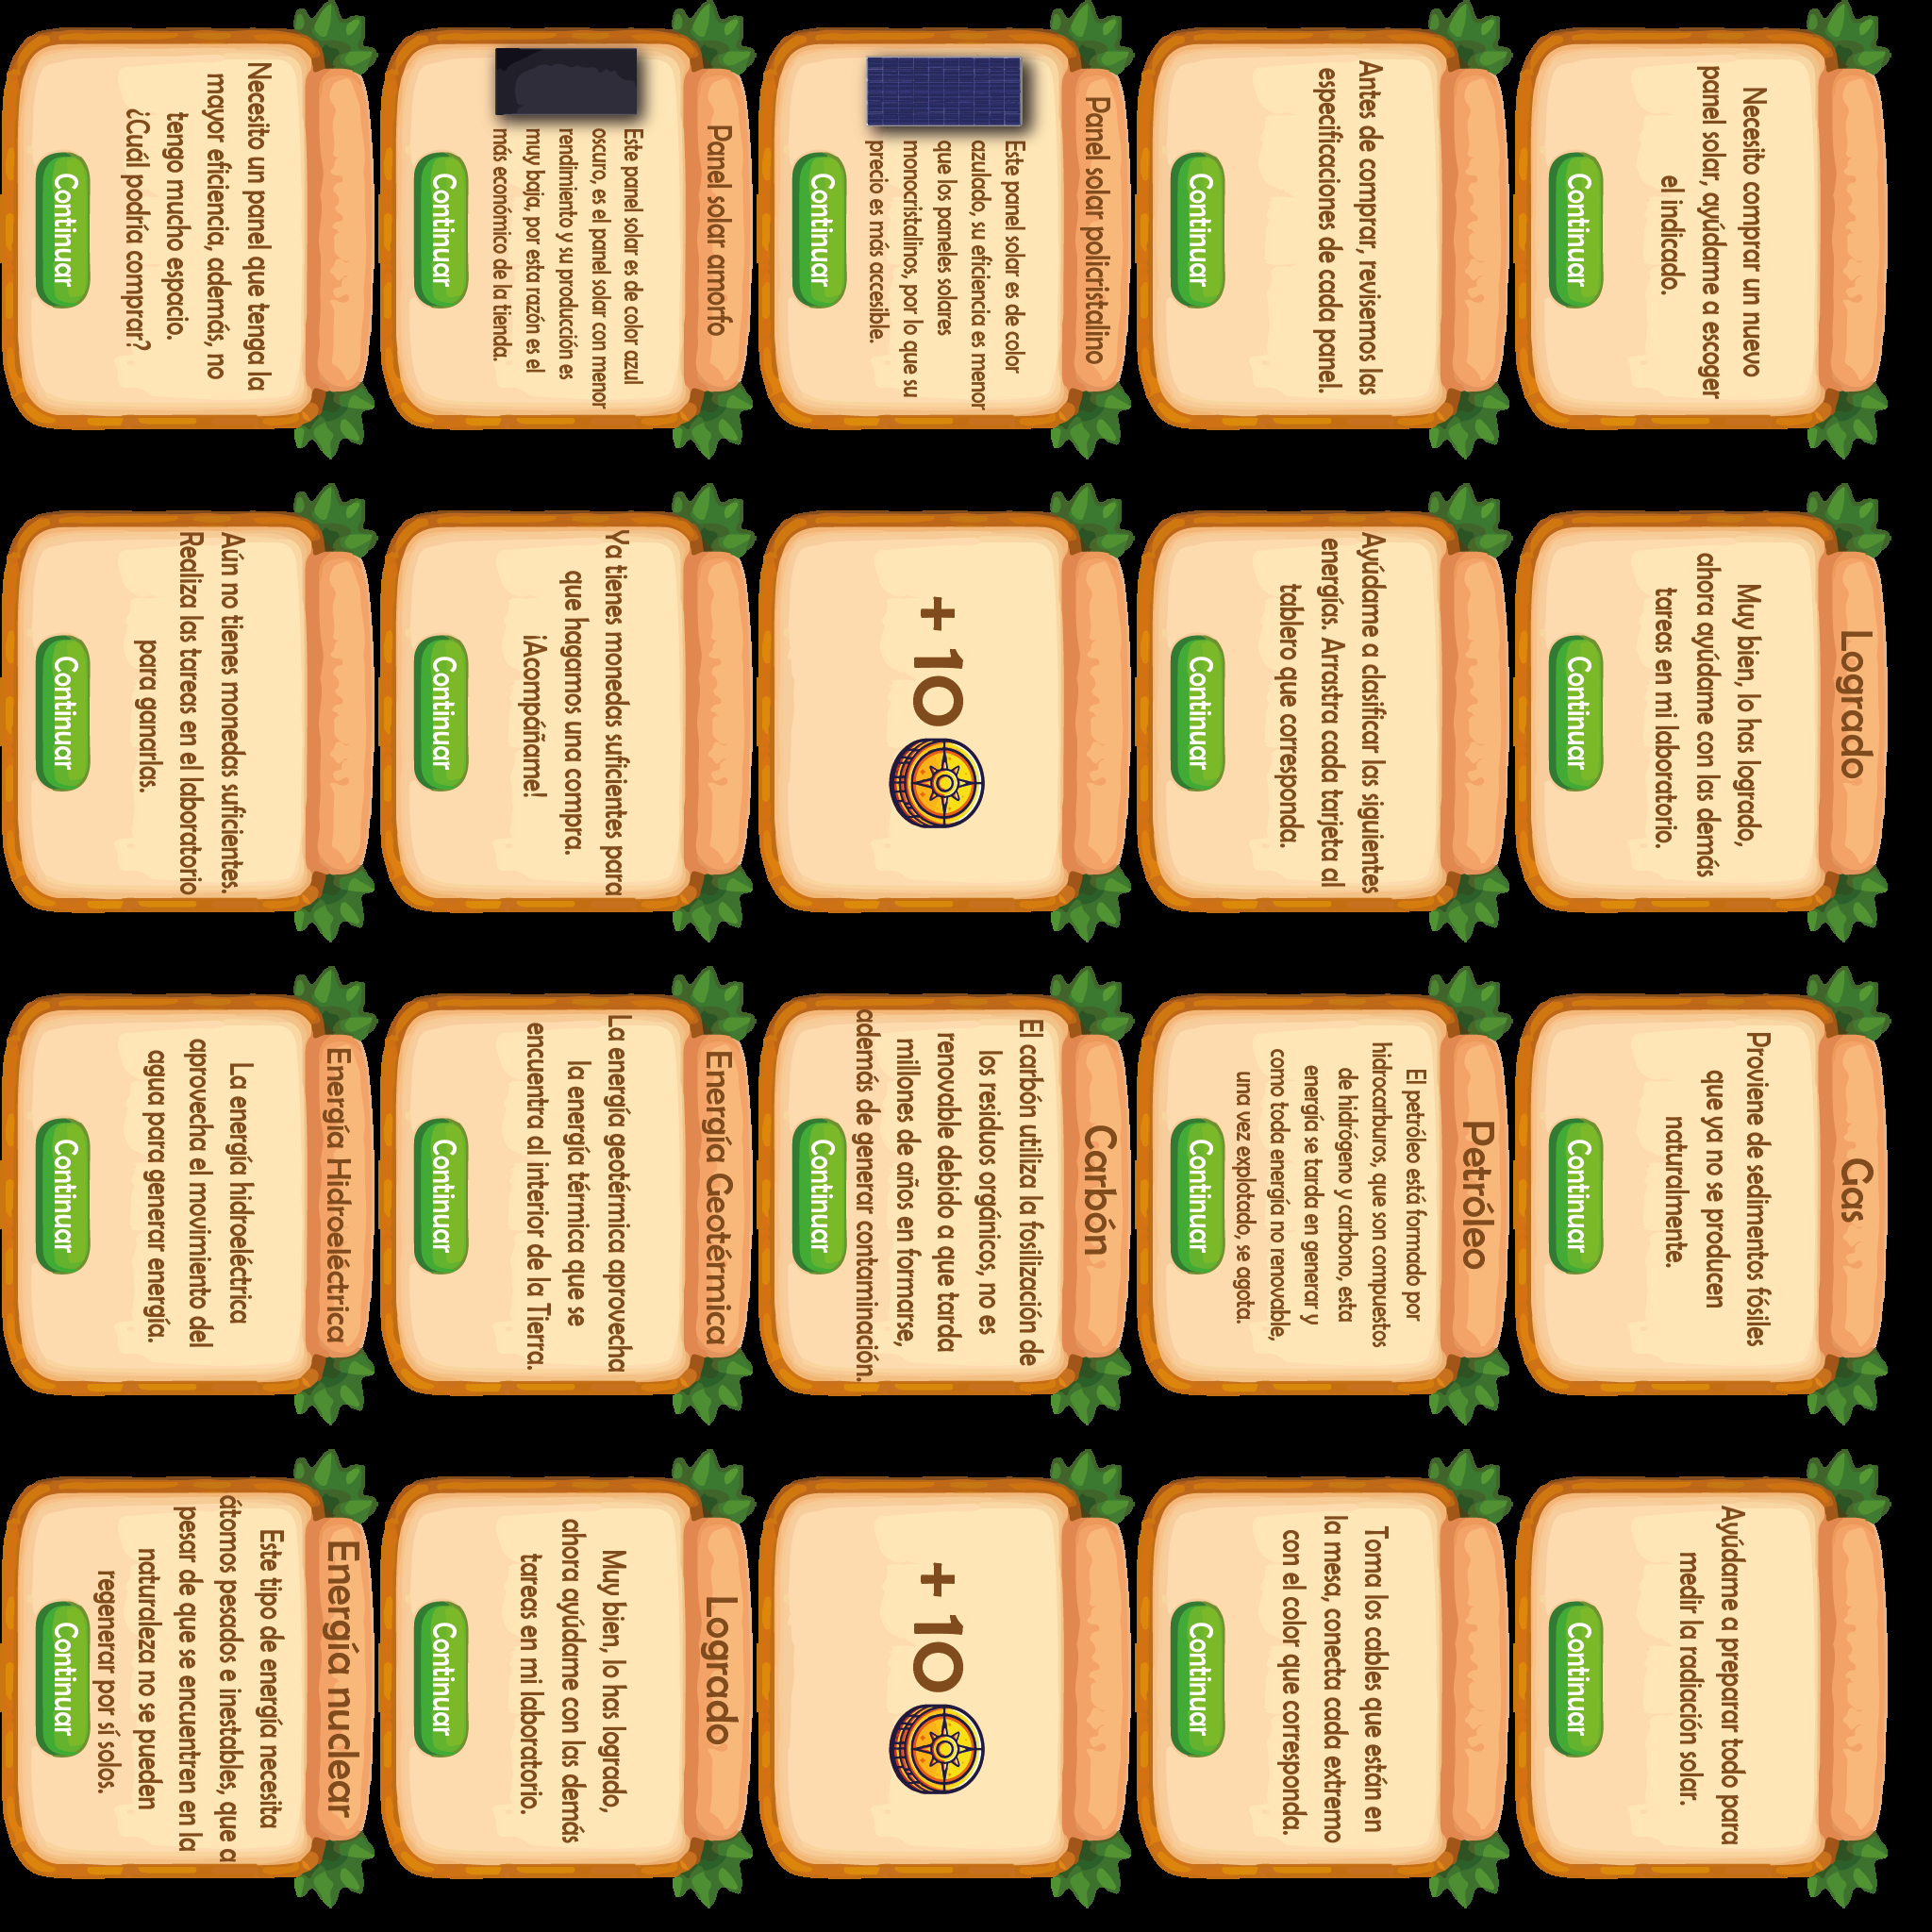 Necesito comprar un nuevo
panel solar, ayúdame a escoger
el indicado.
Continuar
Logrado
Muy bien, lo has logrado,
ahora ayúdame con las demás
tareas en mi laboratorio.
Continuar
Gas
Proviene de sedimentos fósiles
que ya no se producen
naturalmente.
Continuar
Ayúdame a preparar todo para
medir la radiación solar.
Continuar
Antes de comprar, revisemos las
especificaciones de cada panel.
Continuar
Ayúdame a clasificar las siguientes
energías. Arrastra cada tarjeta al
tablero que corresponda.
Continuar
Petróleo
El petróleo está formado por
hidrocarburos, que son compuestos
de hidrógeno y carbono, esta
energía se tarda en generar y
como toda energía no renovable,
una vez explotado, se agota.
Continuar
Toma los cables que están en
la mesa, conecta cada extremo
con el color que corresponda.
Continuar
Panel solar policristalino
Este panel solar es de color
azulado, su eficiencia es menor
que los paneles solares
monocristalinos, por lo que su
precio es más accesible.
Continuar
+10
Carbón
El carbón utiliza la fosilización de
los residuos orgánicos, no es
renovable debido a que tarda
millones de años en formarse,
además de generar contaminación.
Continuar
+10
Panel solar amorfo
Este panel solar es de color azul
oscuro, es el panel solar con menor
rendimiento y su producción es
muy baja, por esta razón es el
más económico de la tienda.
Continuar
Ya tienes monedas suficientes para
que hagamos una compra.
¡Acompáñame!
Continuar
Energía Geotérmica
La energía geotérmica aprovecha
la energía térmica que se
encuentra al interior de la Tierra.
Continuar
Logrado
Muy bien, lo has logrado,
ahora ayúdame con las demás
tareas en mi laboratorio.
Continuar
Necesito un panel que tenga la
mayor eficiencia, además, no
tengo mucho espacio.
¿Cuál podría comprar?
Continuar
Aún no tienes monedas suficientes.
Realiza las tareas en el laboratorio
para ganarlas.
Continuar
Energía Hidroeléctrica
La energía hidroeléctrica
aprovecha el movimiento del
agua para generar energía.
Continuar
Energía nuclear
Este tipo de energía necesita
átomos pesados e inestables, que a
pesar de que se encuentren en la
naturaleza no se pueden
regenerar por sí solos.
Continuar